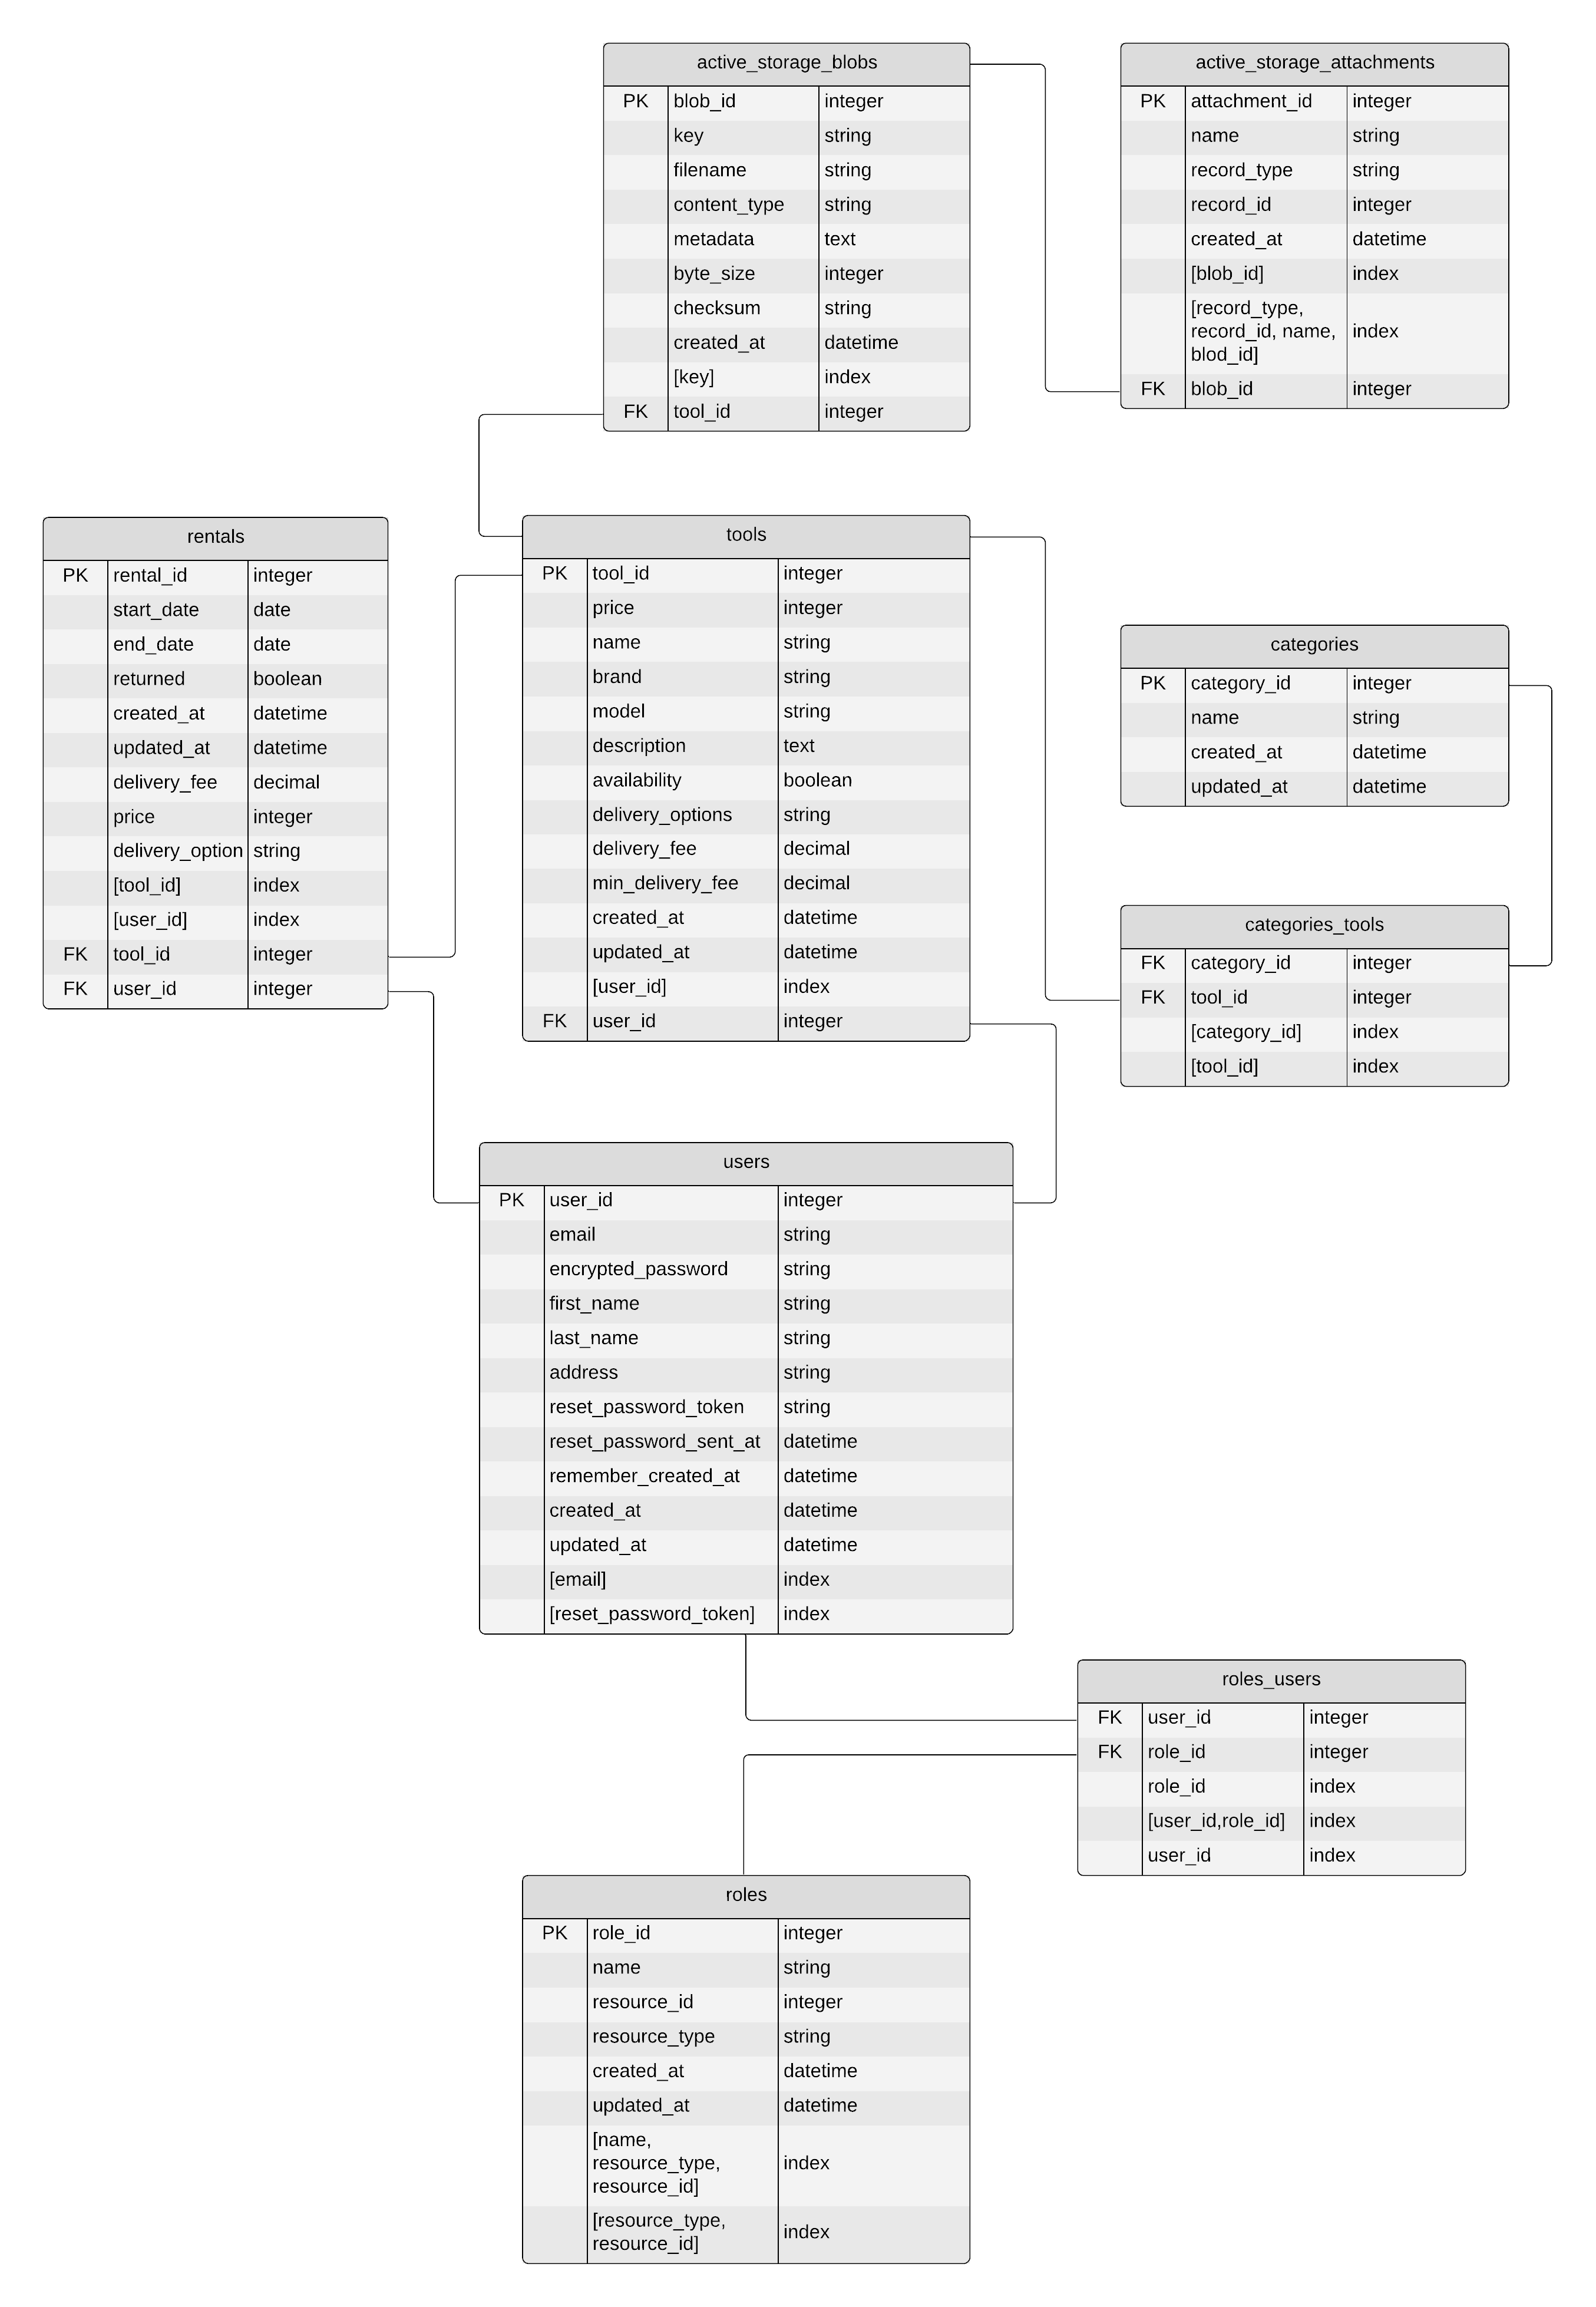 active_storage_blobs
PK blob_id integer
key string
filename string
content_type string
metadata text
byte_size integer
checksum string
created_at datetime
[key] index
FK tool_id integer
active_storage_attachments
PK attachment_id integer
name string
record_type string
record_id integer
created_at datetime
[blob_id] index
[record_type,
record_id, name, index
blod_id]
FK blob_id integer
rentals
PK rental_id integer
start_date date
end_date date
returned boolean
created_at datetime
updated_at datetime
delivery_fee decimal
price integer
delivery_option string
[tool_id] index
[user_id] index
FK tool_id integer
FK user_id integer
tools
PK tool_id integer
price integer
name string
brand string
model string
description text
availability boolean
delivery_options string
delivery_fee decimal
min_delivery_fee decimal
created_at datetime
updated_at datetime
[user_id] index
FK user_id integer
categories
PK category_id integer
name string
created_at datetime
updated_at datetime
categories_tools
FK category_id integer
FK tool_id integer
[category_id] index
[tool_id] index
users
PK user_id integer
email string
encrypted_password string
first_name string
last_name string
address string
reset_password_token string
reset_password_sent_at datetime
remember_created_at datetime
created_at datetime
updated_at datetime
[email] index
[reset_password_token] index
roles_users
FK user_id integer
FK role_id integer
role_id index
[user_id,role_id] index
user_id index
roles
PK role_id integer
name string
resource_id integer
resource_type string
created_at datetime
updated_at datetime
[name,
resource_type, index
resource_id]
[resource_type, index
resource_id]